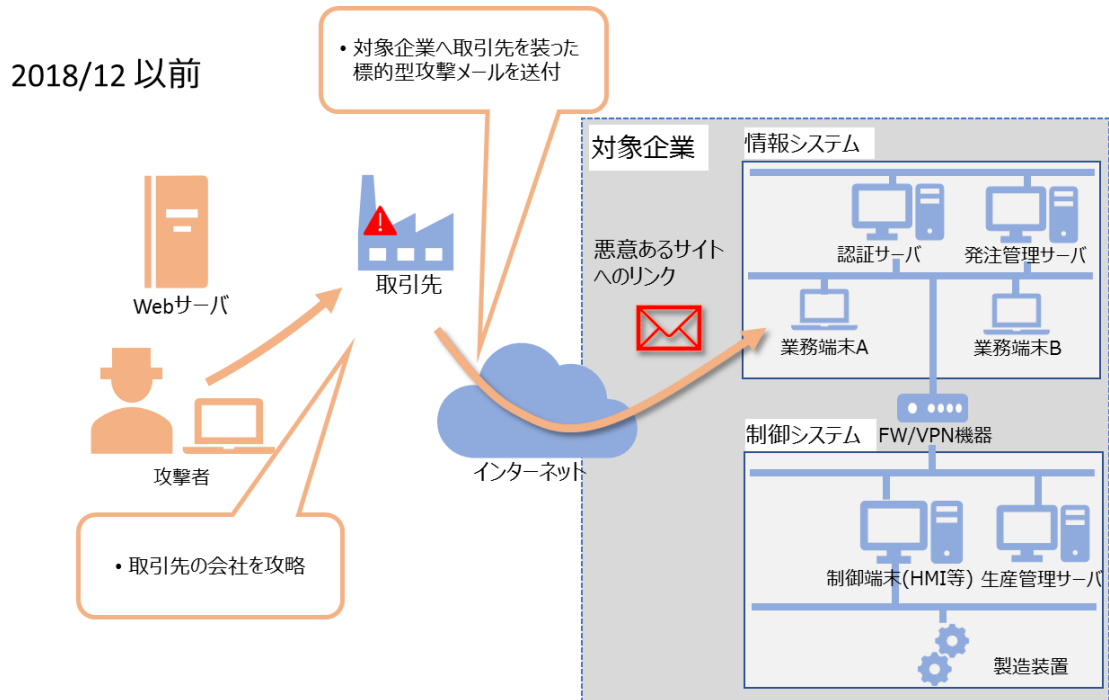 2018/12 以前
• 対象企業へ取引先を装った
標的型攻撃メールを送付
対象企業
情報システム
認証サーバ
発注管理サーバ
悪意あるサイト
へのリンク
取引先
Webサーバ
業務端末A
業務端末B
制御システム
FW/VPN機器
攻撃者
インターネット
• 取引先の会社を攻略
制御端末(HMI等)
生産管理サーバ
製造装置